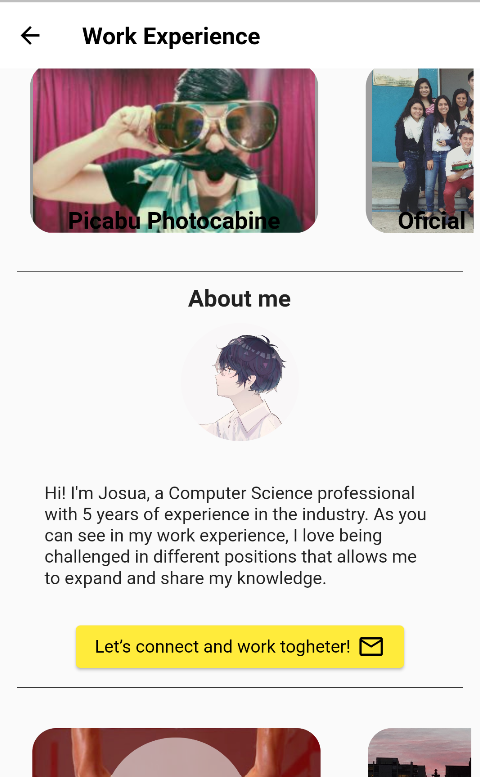 Work Experience
Picabu Photocabine
Oficial
About me
Hi! I'm Josua, a Computer Science professional
with 5 years of experience in the industry. As you
can see in my work experience, I love being
challenged in different positions that allows me
to expand and share my knowledge.
Let's connect and work togheter!